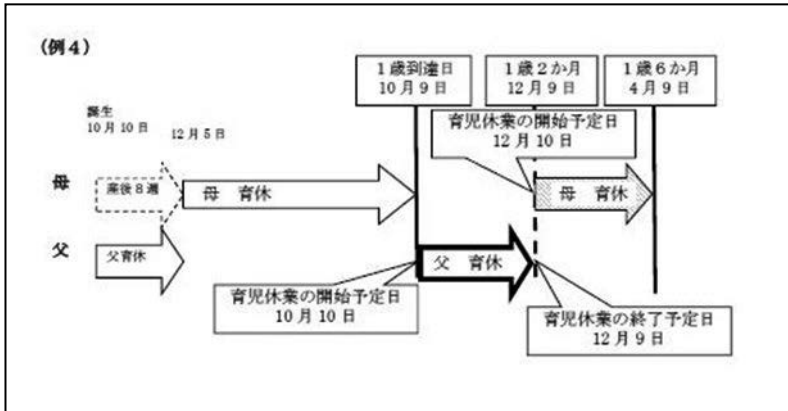 （例４）
１歳到達日
10月9日
１歳２か月
12月9日
１歳６か月
4月9日
誕生
10月10日
12月5日
育児休業の開始予定日
12月10日
母
産後８週
母　育休
母　育休
父
父育休
父　育休
育児休業の開始予定日
10月10日
育児休業の終了予定日
12月9日